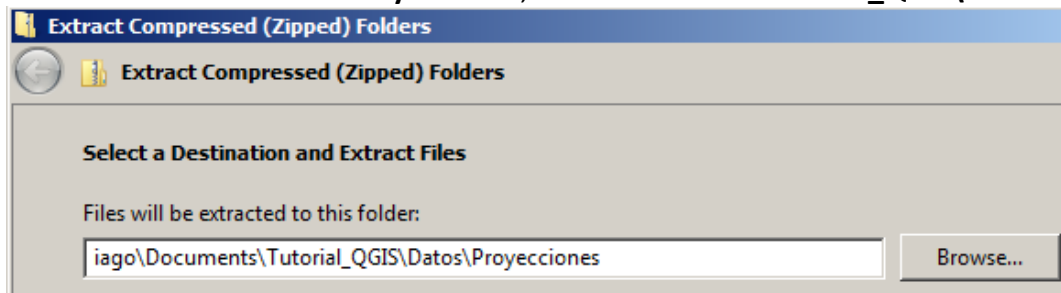 Extract Compressed (Zipped) Folders
Extract Compressed (Zipped) Folders
Select a Destination and Extract Files
Files will be extracted to this folder:
iago\Documents\Tutorial_QGIS\Datos\Proyecciones
Browse...